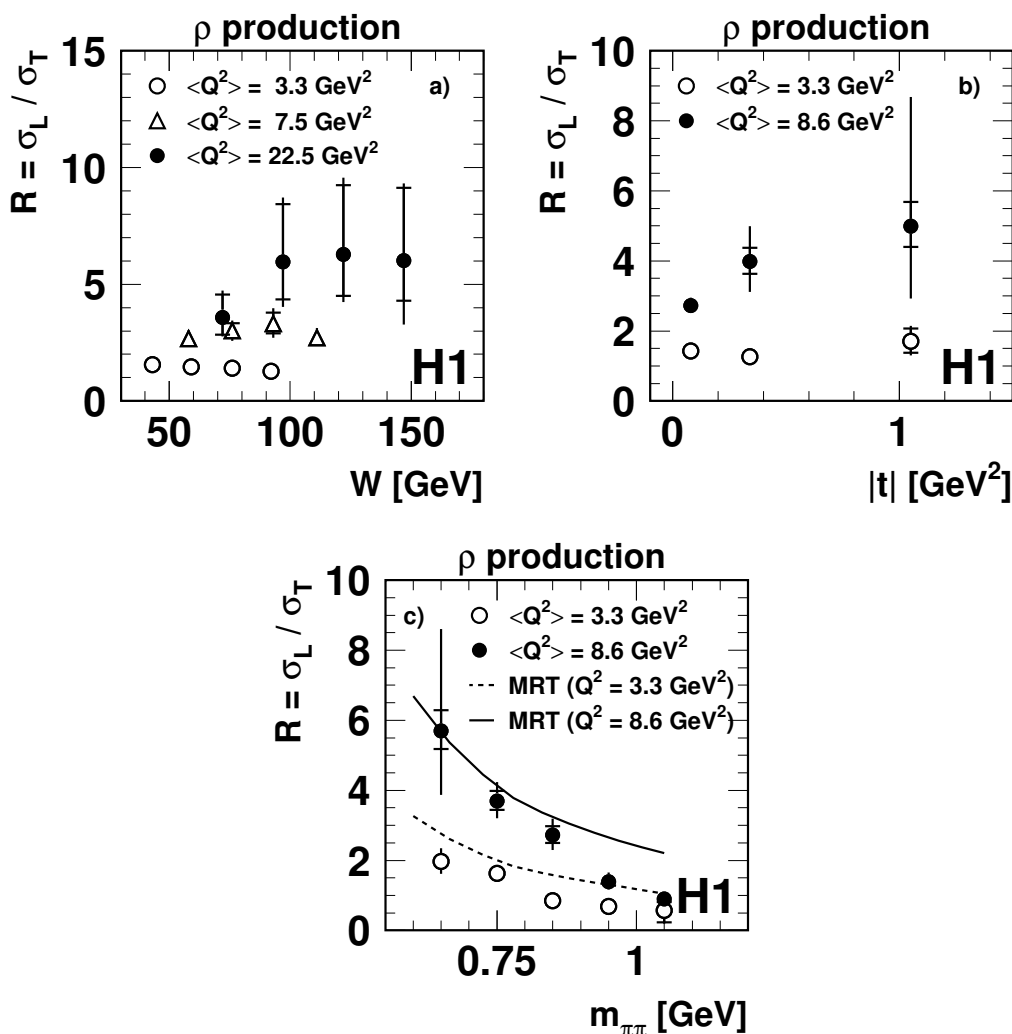 ρ production
R = σL / σT
15
10
5
0
<Q²> = 3.3 GeV²
<Q²> = 7.5 GeV²
<Q²> = 22.5 GeV²
a)
H1
50 100 150
W [GeV]
ρ production
R = σL / σT
10
8
6
4
2
0
<Q²> = 3.3 GeV²
<Q²> = 8.6 GeV²
b)
H1
0 1
|t| [GeV²]
ρ production
R = σL / σT
10
8
6
4
2
0
c)
<Q²> = 3.3 GeV²
<Q²> = 8.6 GeV²
MRT (Q² = 3.3 GeV²)
MRT (Q² = 8.6 GeV²)
H1
0.75 1
mππ [GeV]